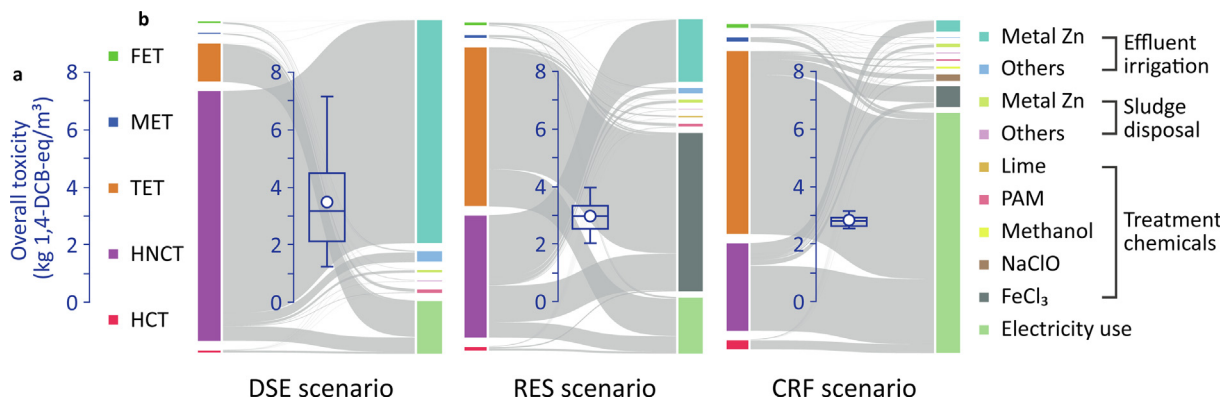 b
a
FET
MET
TET
HNCT
HCT
Overall toxicity
(kg 1,4-DCB-eq/m³)
8
6
4
2
0
8
6
4
2
0
DSE scenario
8
6
4
2
0
RES scenario
8
6
4
2
0
CRF scenario
Metal Zn
Others
Effluent
irrigation
Metal Zn
Others
Sludge
disposal
Lime
PAM
Methanol
NaClO
FeCl₃
Treatment
chemicals
Electricity use